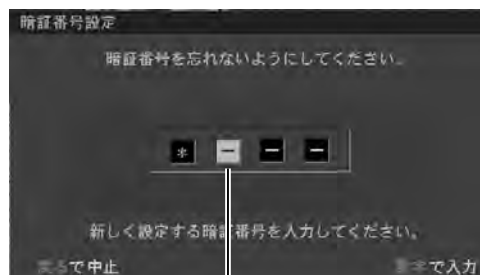 暗証番号設定
暗証番号を忘れないようにしてください。
* － － －
新しく設定する暗証番号を入力してください。
で中止
で入力